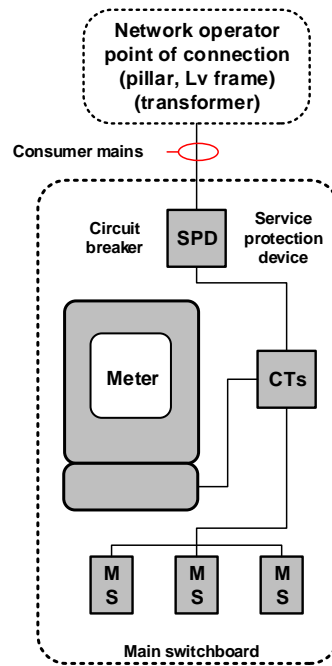 Network operator
point of connection
(pillar, Lv frame)
(transformer)
Consumer mains
Circuit
breaker
SPD
Service
protection
device
Meter
CTs
M
S
M
S
M
S
Main switchboard